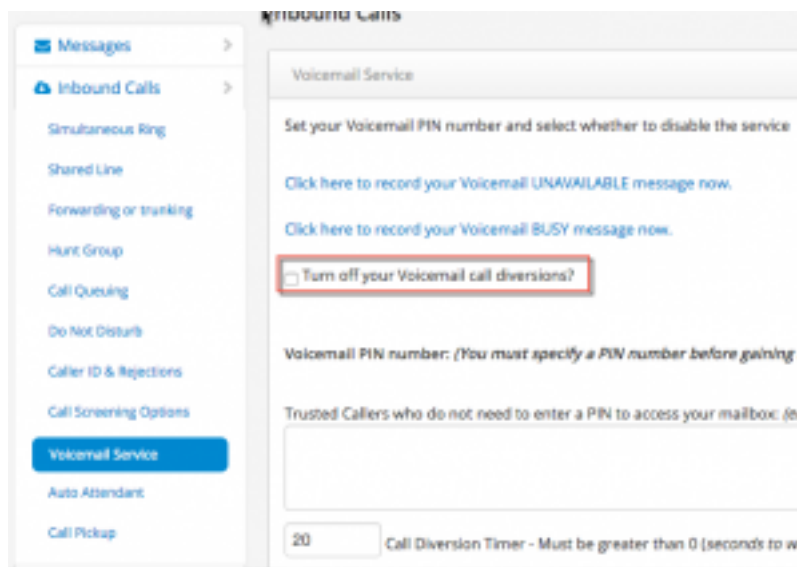 Inbound Calls
Messages
Inbound Calls
Simultaneous Ring
Shared Line
Forwarding or trunking
Hunt Group
Call Queuing
Do Not Disturb
Caller ID & Rejections
Call Screening Options
Voicemail Service
Auto Attendant
Call Pickup
Voicemail Service
Set your Voicemail PIN number and select whether to disable the service
Click here to record your Voicemail UNAVAILABLE message now.
Click here to record your Voicemail BUSY message now.
Turn off your Voicemail call diversions?
Voicemail PIN number: (You must specify a PIN number before gaining
Trusted Callers who do not need to enter a PIN to access your mailbox:
20 Call Diversion Timer - Must be greater than 0 (seconds to